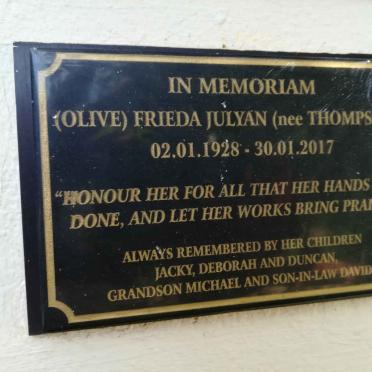 IN MEMORIAM
(OLIVE) FRIEDA JULYAN (nee THOMPS
02.01.1928 - 30.01.2017
"HONOUR HER FOR ALL THAT HER HANDS
DONE, AND LET HER WORKS BRING PRAI
ALWAYS REMEMBERED BY HER CHILDREN
JACKY, DEBORAH AND DUNCAN,
GRANDSON MICHAEL AND SON-IN-LAW DAVID